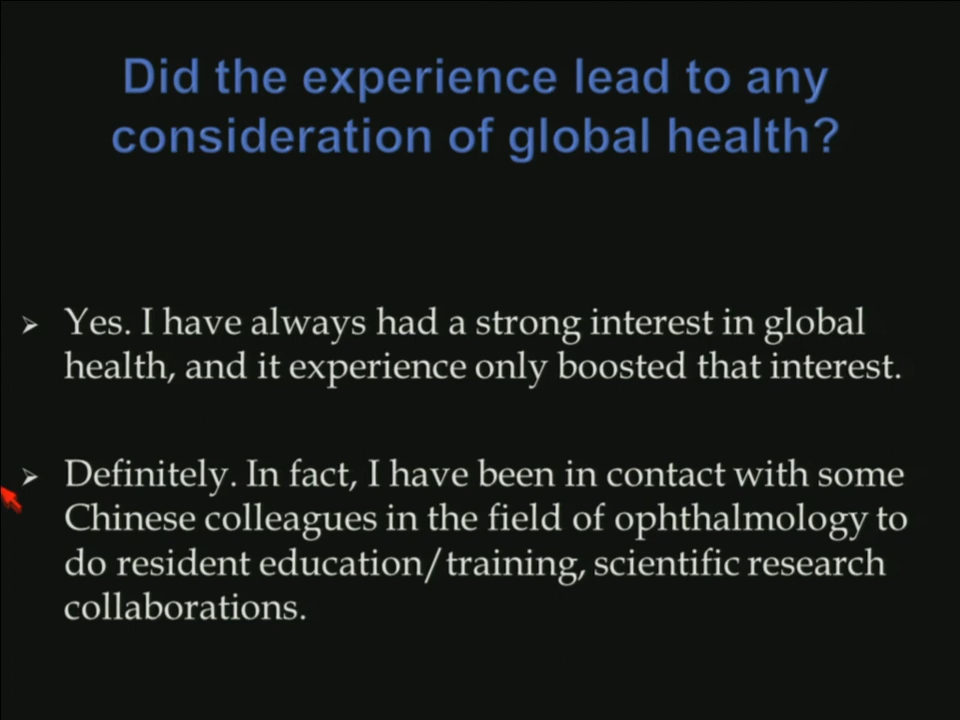 Did the experience lead to any
consideration of global health?
Yes. I have always had a strong interest in global
health, and it experience only boosted that interest.
Definitely. In fact, I have been in contact with some
Chinese colleagues in the field of ophthalmology to
do resident education/training, scientific research
collaborations.